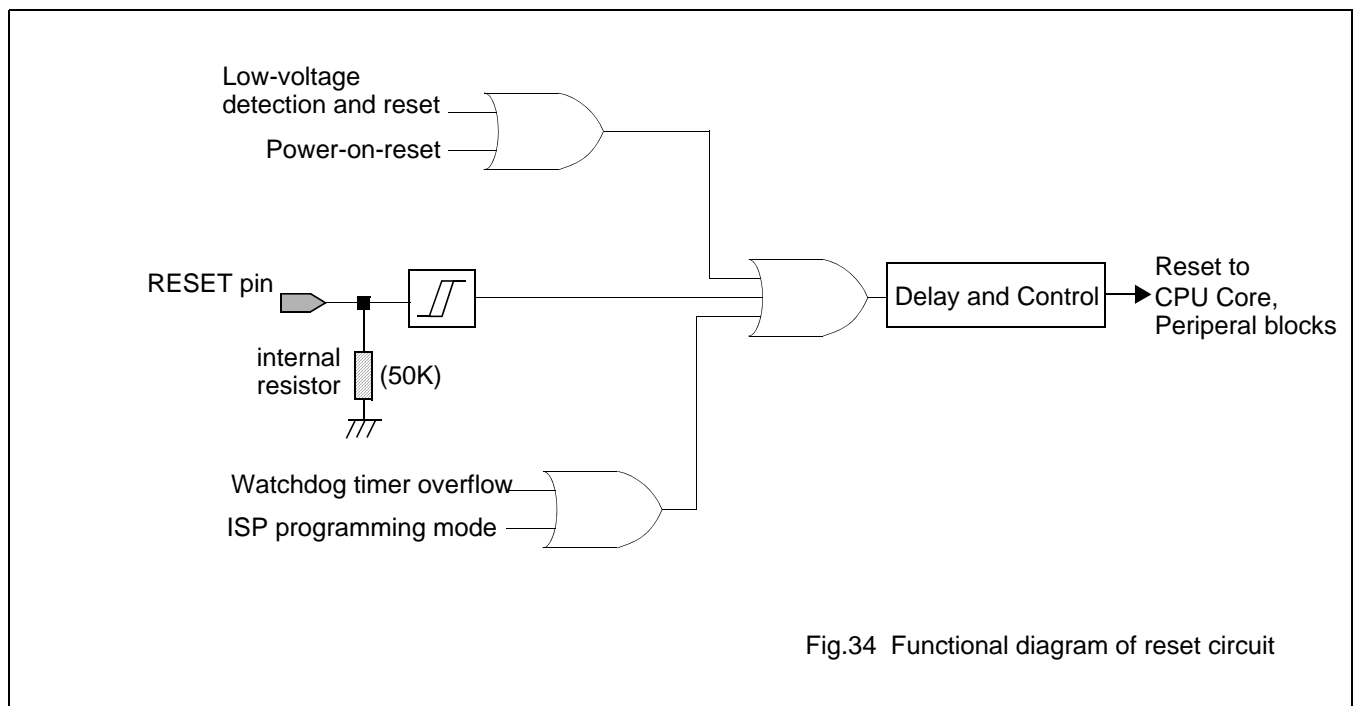 Low-voltage
detection and reset
Power-on-reset
RESET pin
internal
resistor
(50K)
Watchdog timer overflow
ISP programming mode
Delay and Control
Reset to
CPU Core,
Periperal blocks
Fig.34 Functional diagram of reset circuit